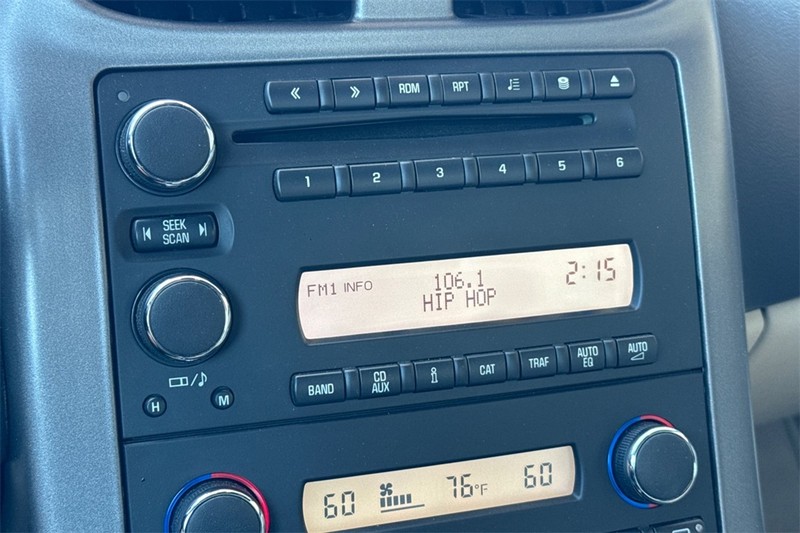 « » RDM RPT
1 2 3 4 5 6
SEEK
SCAN
FM1 INFO 106.1 2:15
HIP HOP
BAND CD AUX i CAT TRAF AUTO EQ AUTO
H M
60 76°F 60